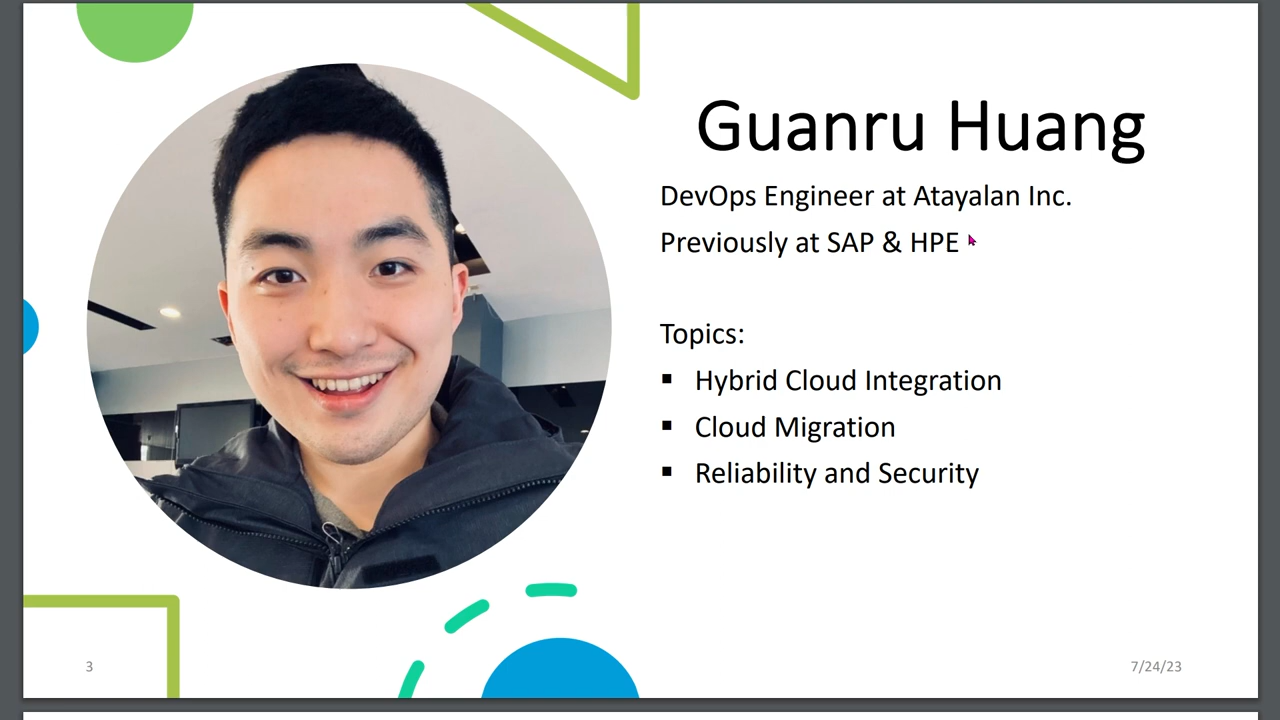 Guanru Huang
DevOps Engineer at Atayalan Inc.
Previously at SAP & HPE
Topics:
▪ Hybrid Cloud Integration
▪ Cloud Migration
▪ Reliability and Security
3
7/24/23